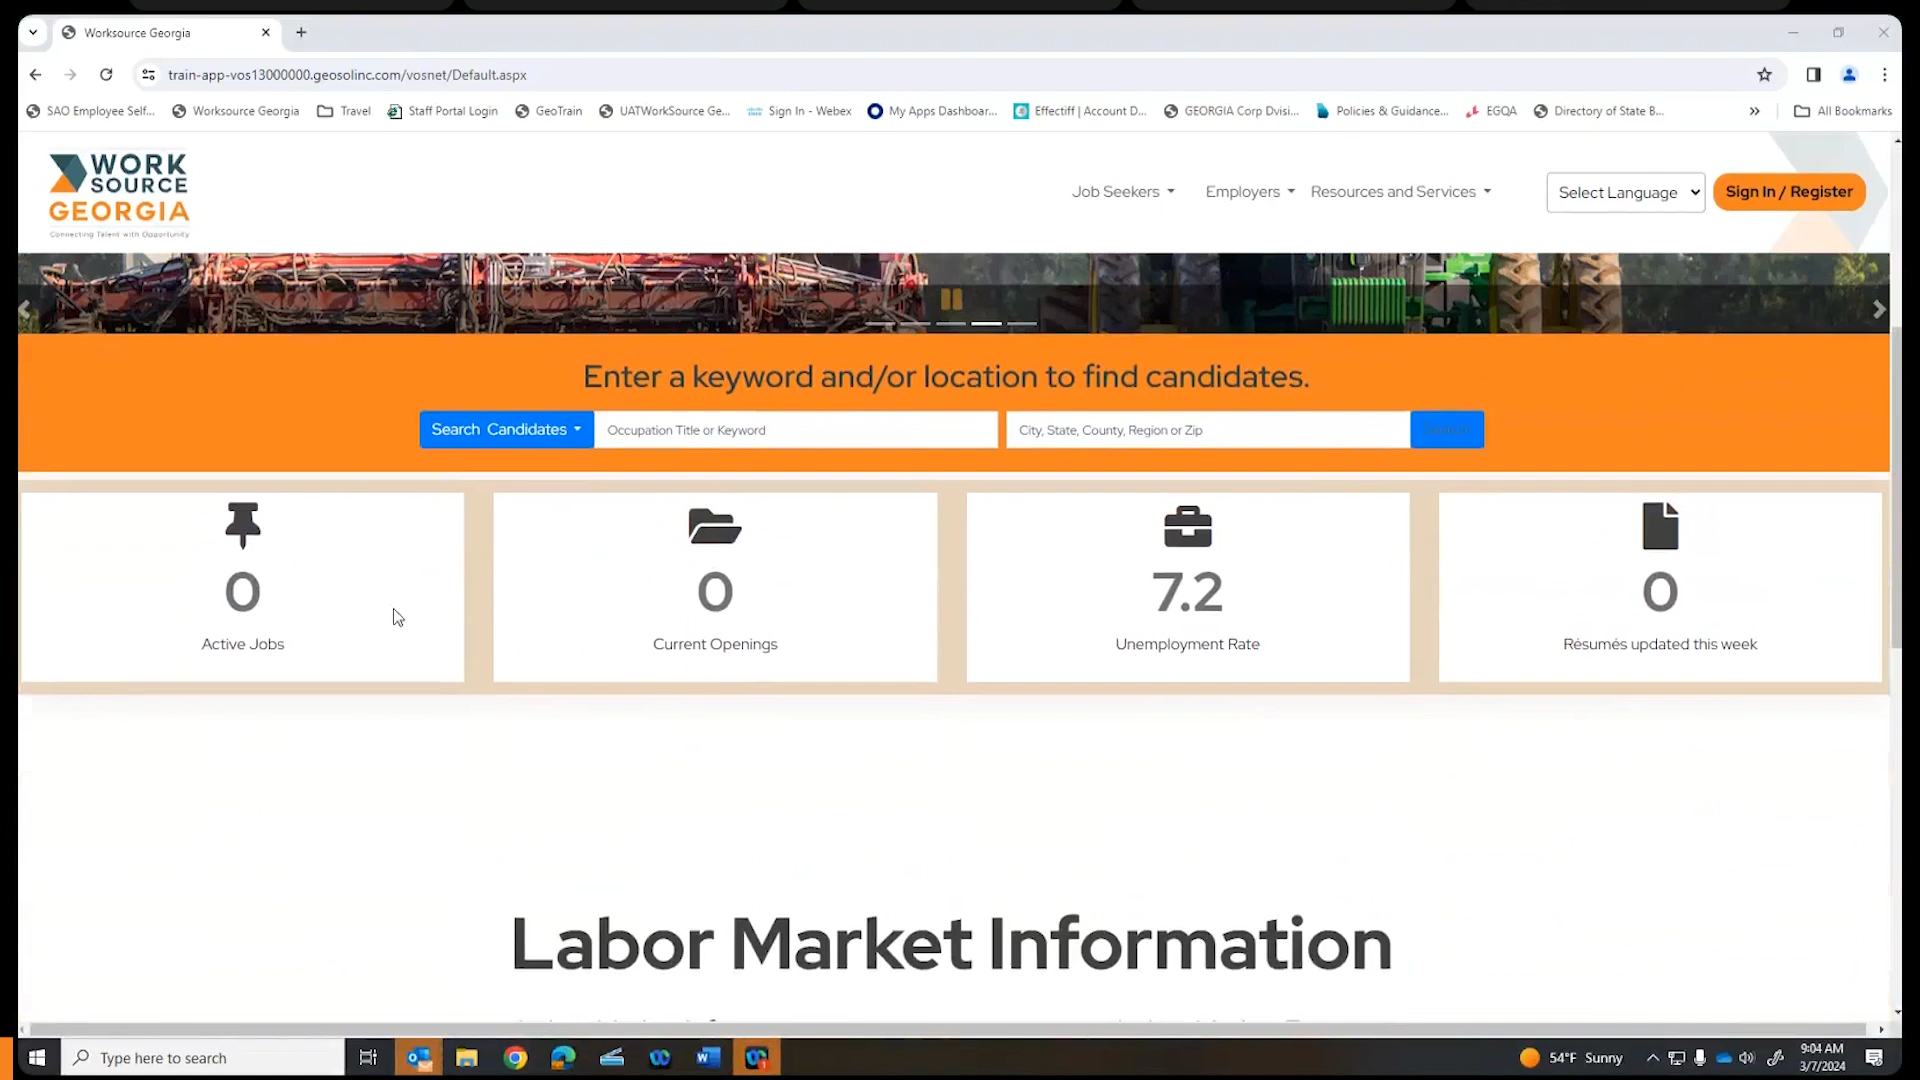 Worksource Georgia
train-app-vos13000000.geosolinc.com/vosnet/Default.aspx
SAO Employee Self... Worksource Georgia Travel Staff Portal Login GeoTrain UATWorkSource Ge... Sign In - Webex My Apps Dashboar... Effectiff | Account D... GEORGIA Corp Dvisi... Policies & Guidance... EGQA Directory of State B... » All Bookmarks
WORK
SOURCE
GEORGIA
Connecting Talent with Opportunity
Job Seekers Employers Resources and Services Select Language Sign In / Register
Enter a keyword and/or location to find candidates.
Search Candidates Occupation Title or Keyword City, State, County, Region or Zip Search
0 0 7.2 0
Active Jobs Current Openings Unemployment Rate Résumés updated this week
Labor Market Information
Type here to search 54°F Sunny 9:04 AM
3/7/2024